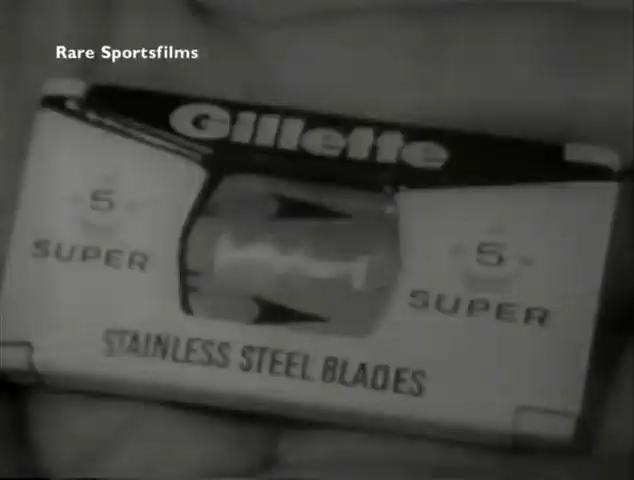 Rare Sportsfilms
Gillette
5
SUPER
5
SUPER
STAINLESS STEEL BLADES